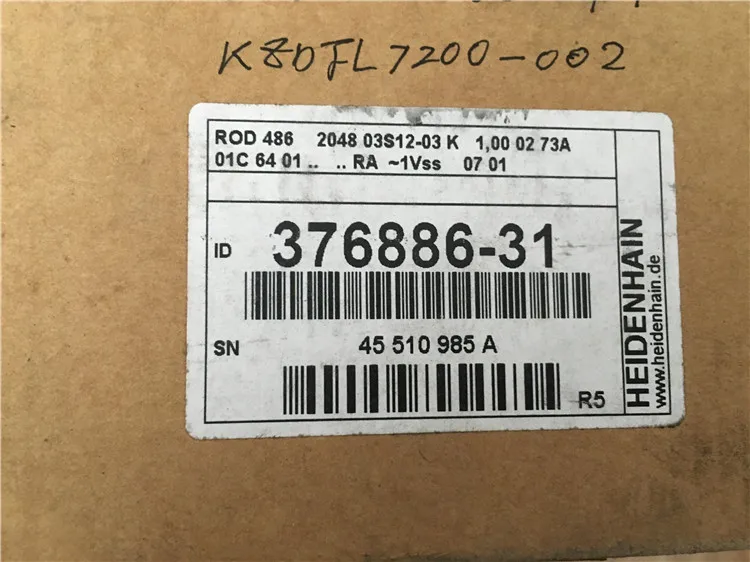 K80FL7200-002
ROD 486 2048 03S12-03 K 1,00 02 73A
01C 64 01 .. .. RA ~1Vss 07 01
ID 376886-31
SN 45 510 985 A
R5
HEIDENHAIN
www.heidenhain.de